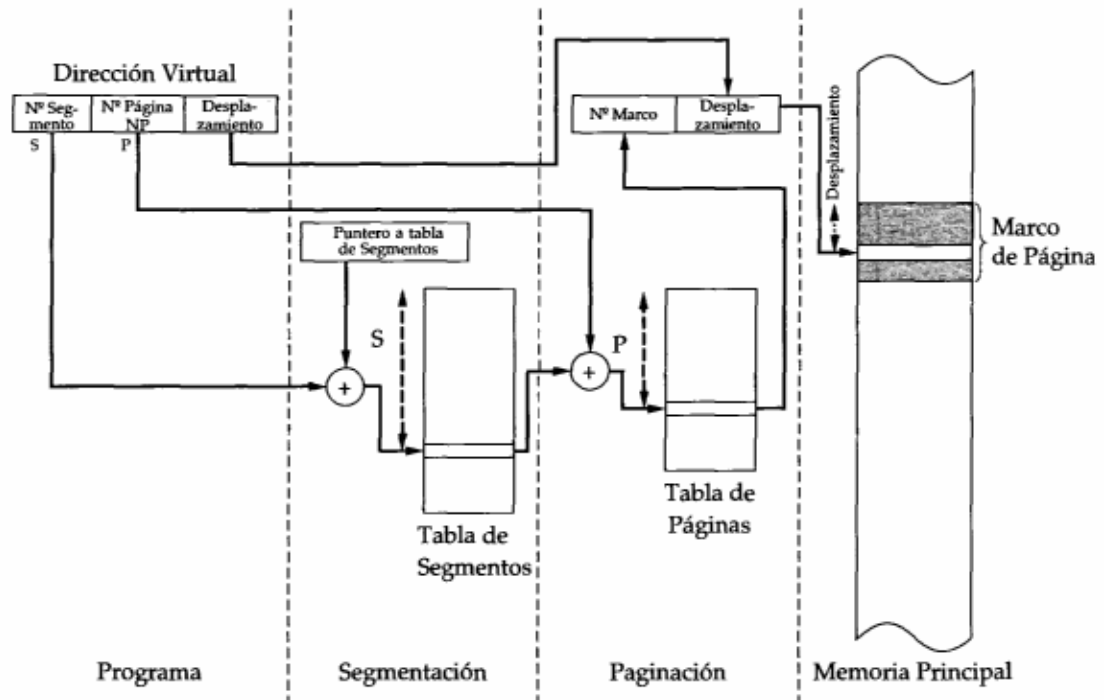 Dirección Virtual
Nº Seg-
mento
Nº Página
NP
Despla-
zamiento
S
P
Nº Marco
Despla-
zamiento
Desplazamiento
Puntero a tabla
de Segmentos
Marco
de Página
S
+
P
+
Tabla de
Segmentos
Tabla de
Páginas
Programa
Segmentación
Paginación
Memoria Principal